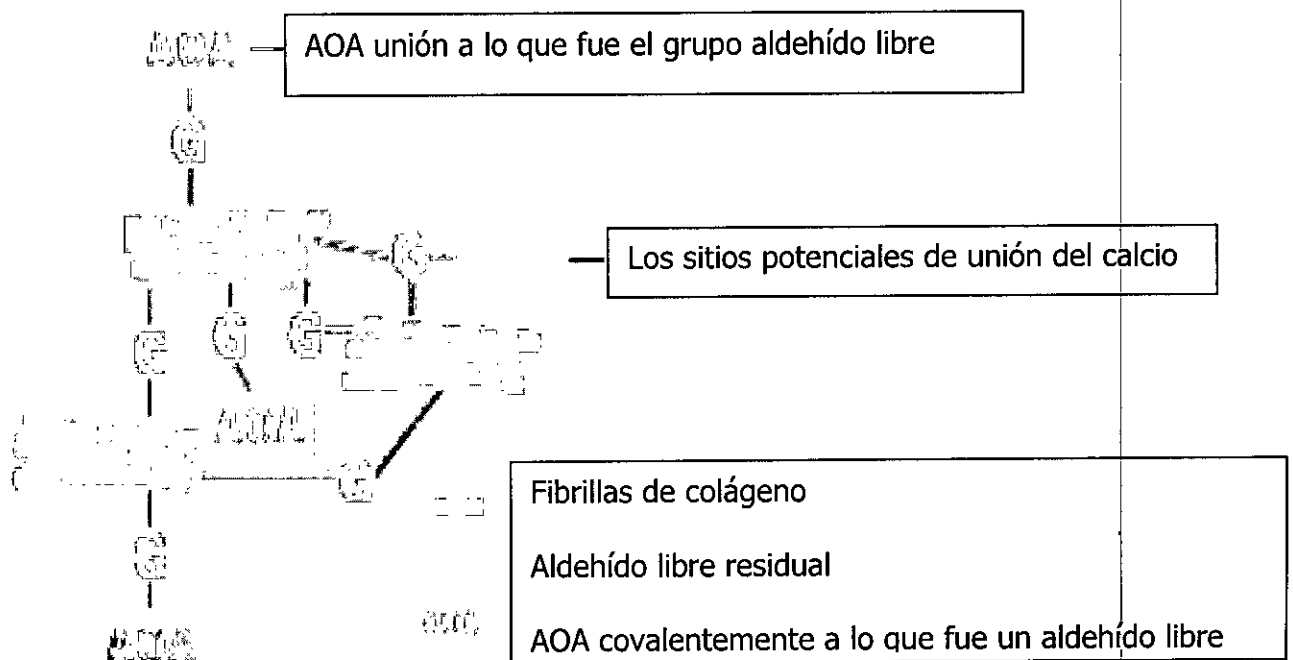 AOA unión a lo que fue el grupo aldehído libre
G
Los sitios potenciales de unión del calcio
G
G
G
G
G
Fibrillas de colágeno
G
Aldehído libre residual
AOA covalentemente a lo que fue un aldehído libre